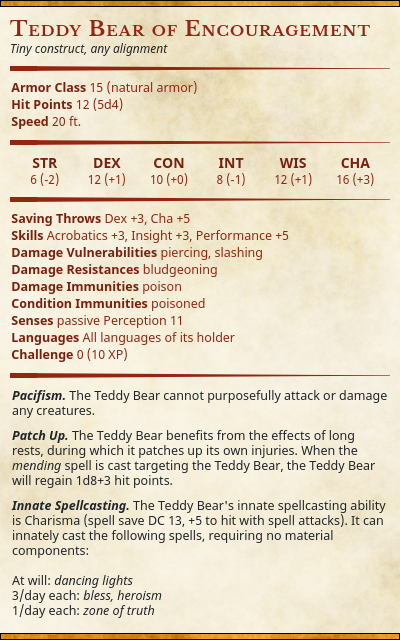 Teddy Bear of Encouragement
Tiny construct, any alignment
Armor Class 15 (natural armor)
Hit Points 12 (5d4)
Speed 20 ft.
STR DEX CON INT WIS CHA
6 (-2) 12 (+1) 10 (+0) 8 (-1) 12 (+1) 16 (+3)
Saving Throws Dex +3, Cha +5
Skills Acrobatics +3, Insight +3, Performance +5
Damage Vulnerabilities piercing, slashing
Damage Resistances bludgeoning
Damage Immunities poison
Condition Immunities poisoned
Senses passive Perception 11
Languages All languages of its holder
Challenge 0 (10 XP)
Pacifism. The Teddy Bear cannot purposefully attack or damage
any creatures.
Patch Up. The Teddy Bear benefits from the effects of long
rests, during which it patches up its own injuries. When the
mending spell is cast targeting the Teddy Bear, the Teddy Bear
will regain 1d8+3 hit points.
Innate Spellcasting. The Teddy Bear's innate spellcasting ability
is Charisma (spell save DC 13, +5 to hit with spell attacks). It can
innately cast the following spells, requiring no material
components:
At will: dancing lights
3/day each: bless, heroism
1/day each: zone of truth